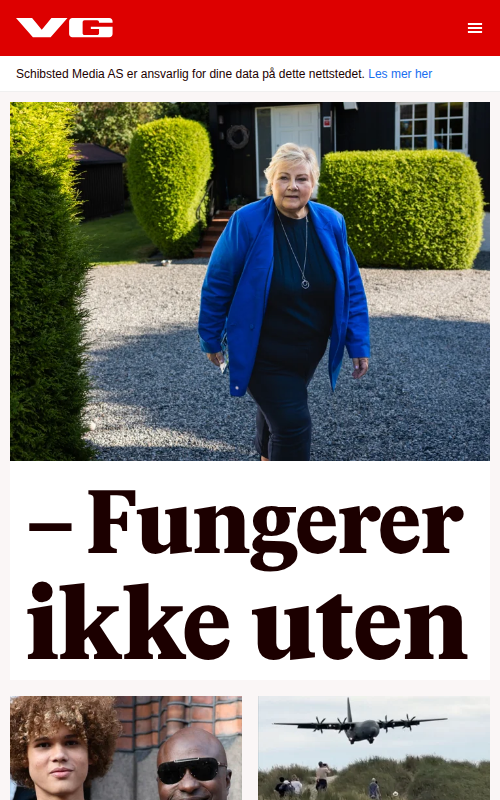 VG
Schibsted Media AS er ansvarlig for dine data på dette nettstedet. Les mer her
– Fungerer
ikke uten